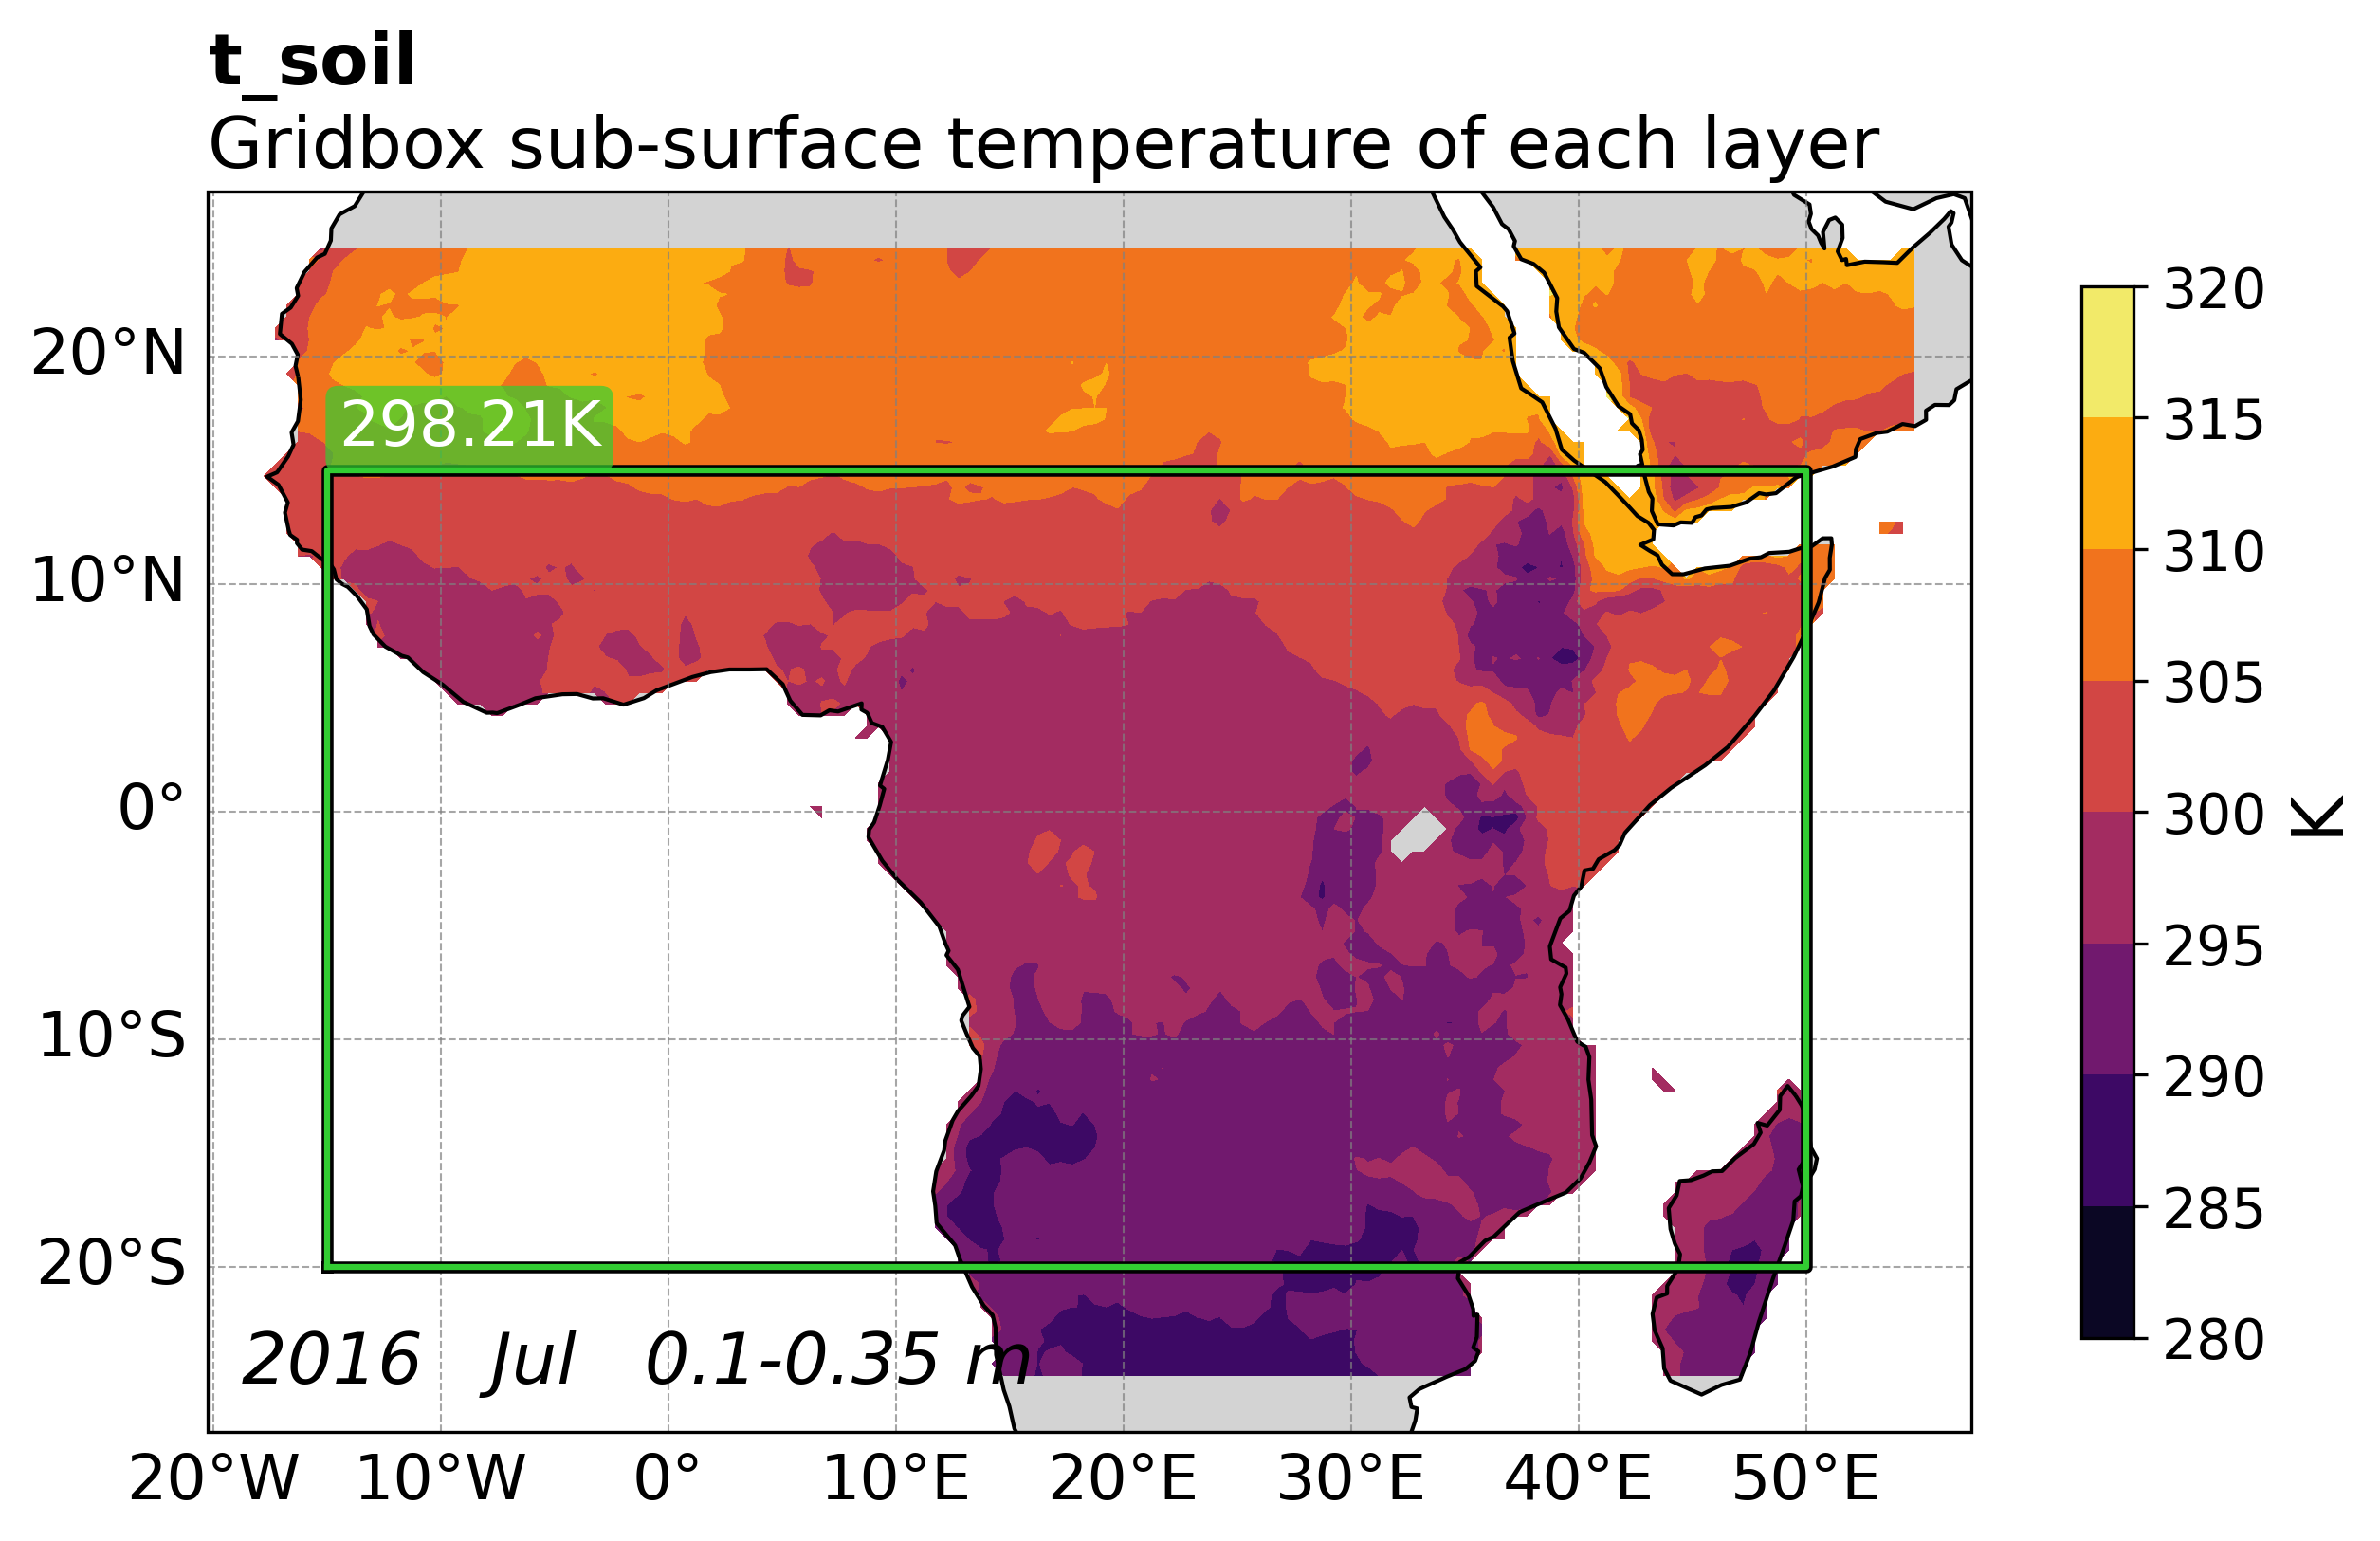 t_soil
Gridbox sub-surface temperature of each layer
320
20°N
315
298.21K
310
10°N
305
0°
300
K
295
10°S
290
285
20°S
280
2016 Jul 0.1-0.35 m
20°W 10°W 0° 10°E 20°E 30°E 40°E 50°E